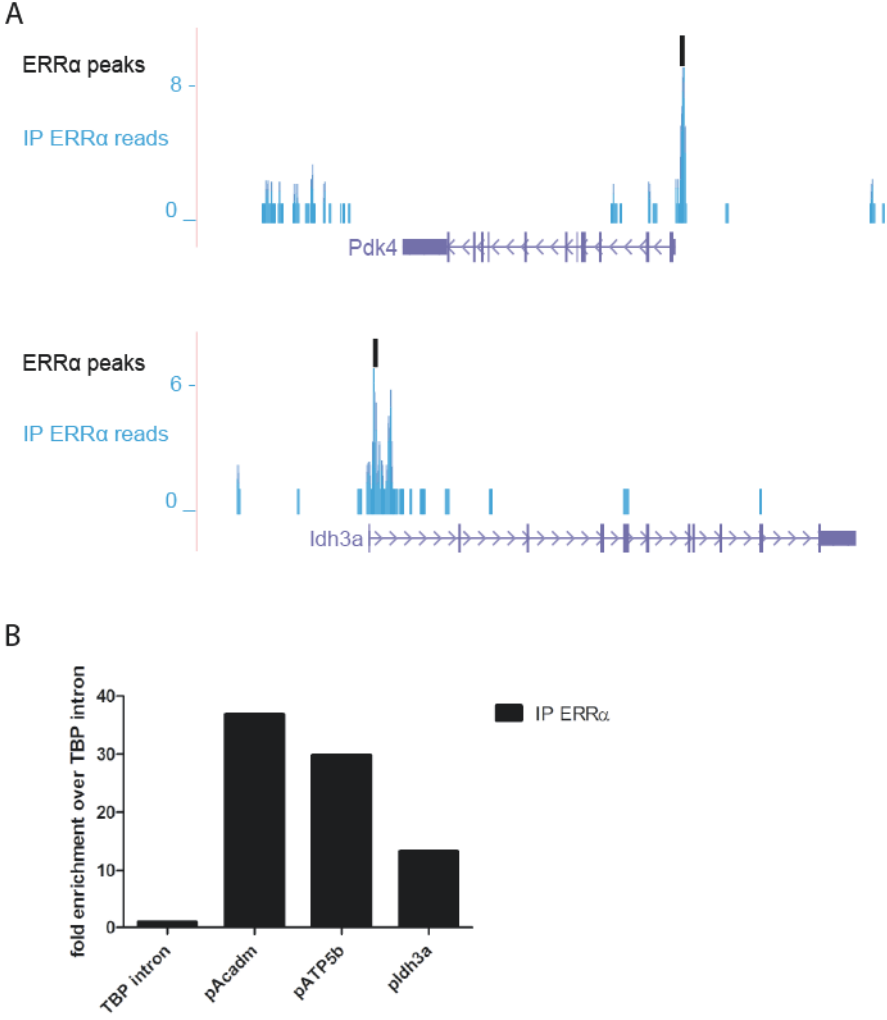 A
ERRα peaks
8 -
IP ERRα reads
0 _
Pdk4
ERRα peaks
6 -
IP ERRα reads
0 _
Idh3a
B
fold enrichment over TBP intron
40
30
20
10
0
IP ERRα
TBP intron
pAcadm
pATP5b
pIdh3a